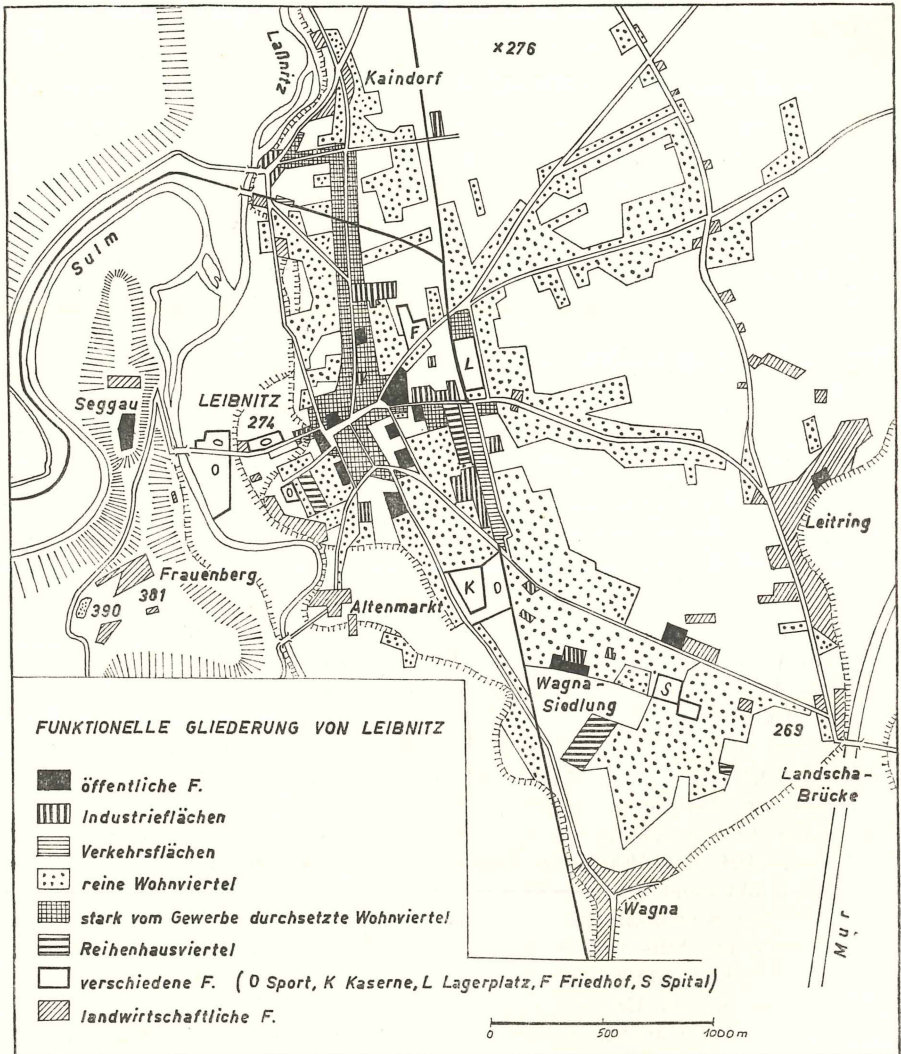 Laßnitz
x276
Kaindorf
Sulm
F
L
Seggau
LEIBNITZ
274
O
O
Leitring
Frauenberg
381
390
Altenmarkt
K O
Wagna-
Siedlung
S
269
Landscha-
Brücke
Wagna
Mur
FUNKTIONELLE GLIEDERUNG VON LEIBNITZ
öffentliche F.
Industrieflächen
Verkehrsflächen
reine Wohnviertel
stark vom Gewerbe durchsetzte Wohnviertel
Reihenhausviertel
verschiedene F. (O Sport, K Kaserne, L Lagerplatz, F Friedhof, S Spital)
landwirtschaftliche F.
0 500 1000m